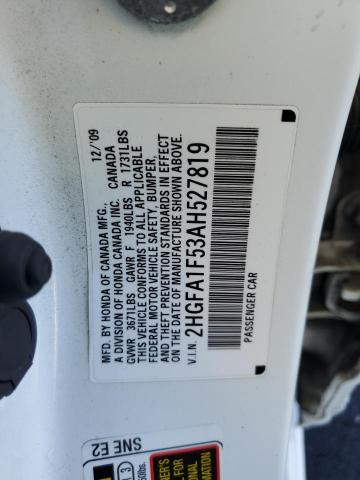 MFD. BY HONDA OF CANADA MFG., 12/'09
A DIVISION OF HONDA CANADA INC. CANADA
GVWR 3671LBS GAWR F 1940LBS R 1731LBS
THIS VEHICLE CONFORMS TO ALL APPLICABLE
FEDERAL MOTOR VEHICLE SAFETY, BUMPER,
AND THEFT PREVENTION STANDARDS IN EFFECT
ON THE DATE OF MANUFACTURE SHOWN ABOVE.
V.I.N. 2HGFA1F53AH527819
PASSENGER CAR
SNE E2
3
FOR